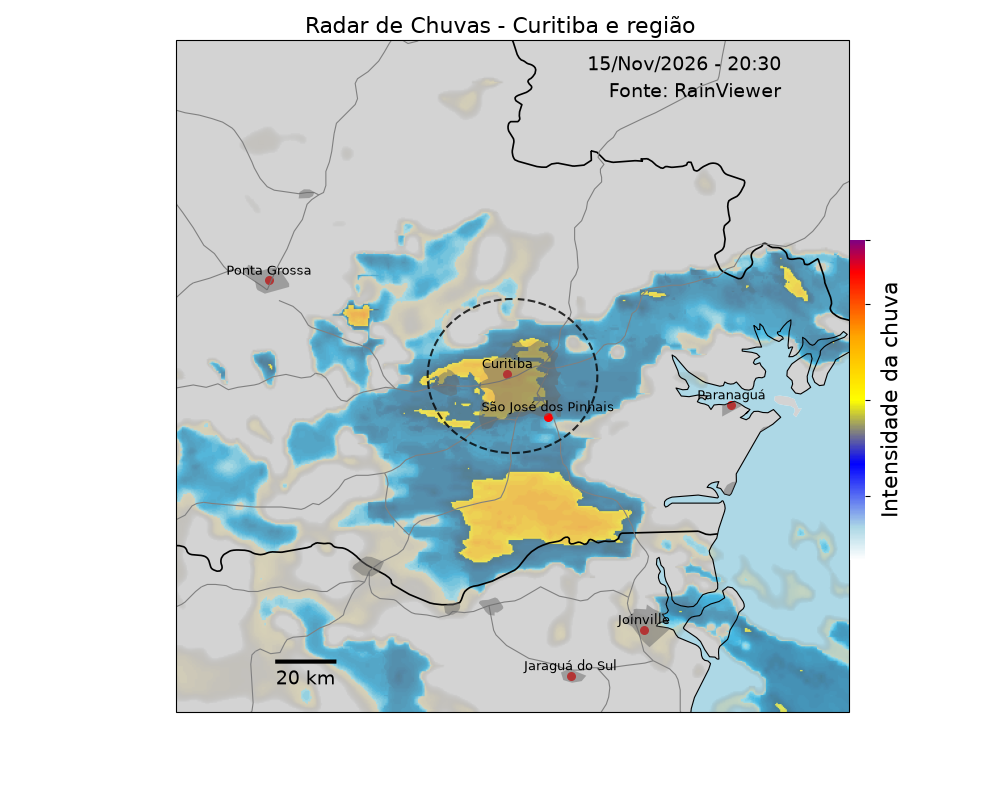 Radar de Chuvas - Curitiba e região
15/Nov/2026 - 20:30
Fonte: RainViewer
Ponta Grossa
Curitiba
Paranaguá
São José dos Pinhais
Intensidade da chuva
Joinville
Jaraguá do Sul
20 km